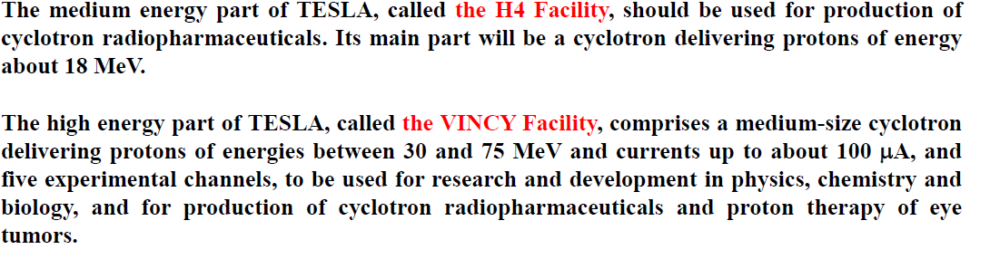 The medium energy part of TESLA, called the H4 Facility, should be used for production of
cyclotron radiopharmaceuticals. Its main part will be a cyclotron delivering protons of energy
about 18 MeV.
The high energy part of TESLA, called the VINCY Facility, comprises a medium-size cyclotron
delivering protons of energies between 30 and 75 MeV and currents up to about 100 μA, and
five experimental channels, to be used for research and development in physics, chemistry and
biology, and for production of cyclotron radiopharmaceuticals and proton therapy of eye
tumors.